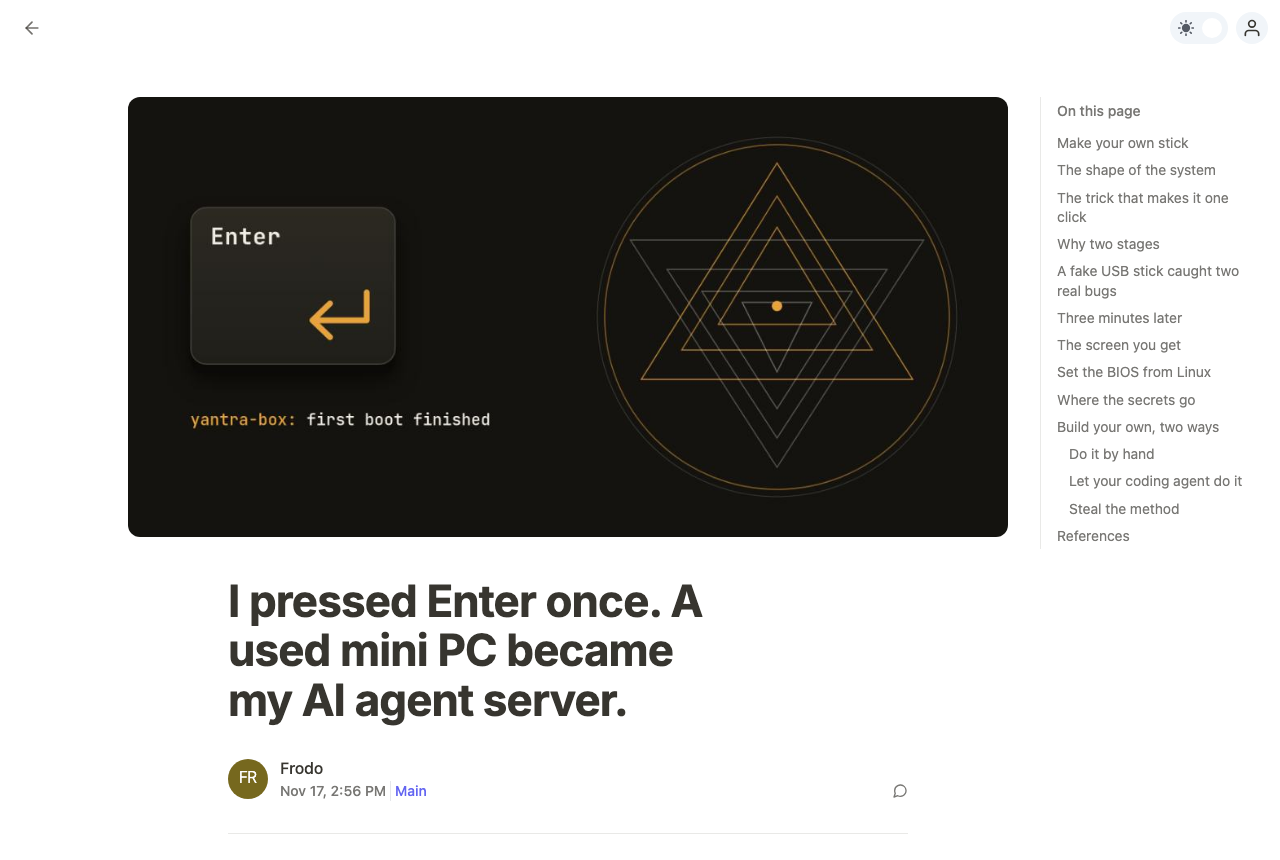 Enter
yantra-box: first boot finished
I pressed Enter once. A
used mini PC became
my AI agent server.
FR
Frodo
Nov 17, 2:56 PM
Main
On this page
Make your own stick
The shape of the system
The trick that makes it one
click
Why two stages
A fake USB stick caught two
real bugs
Three minutes later
The screen you get
Set the BIOS from Linux
Where the secrets go
Build your own, two ways
Do it by hand
Let your coding agent do it
Steal the method
References